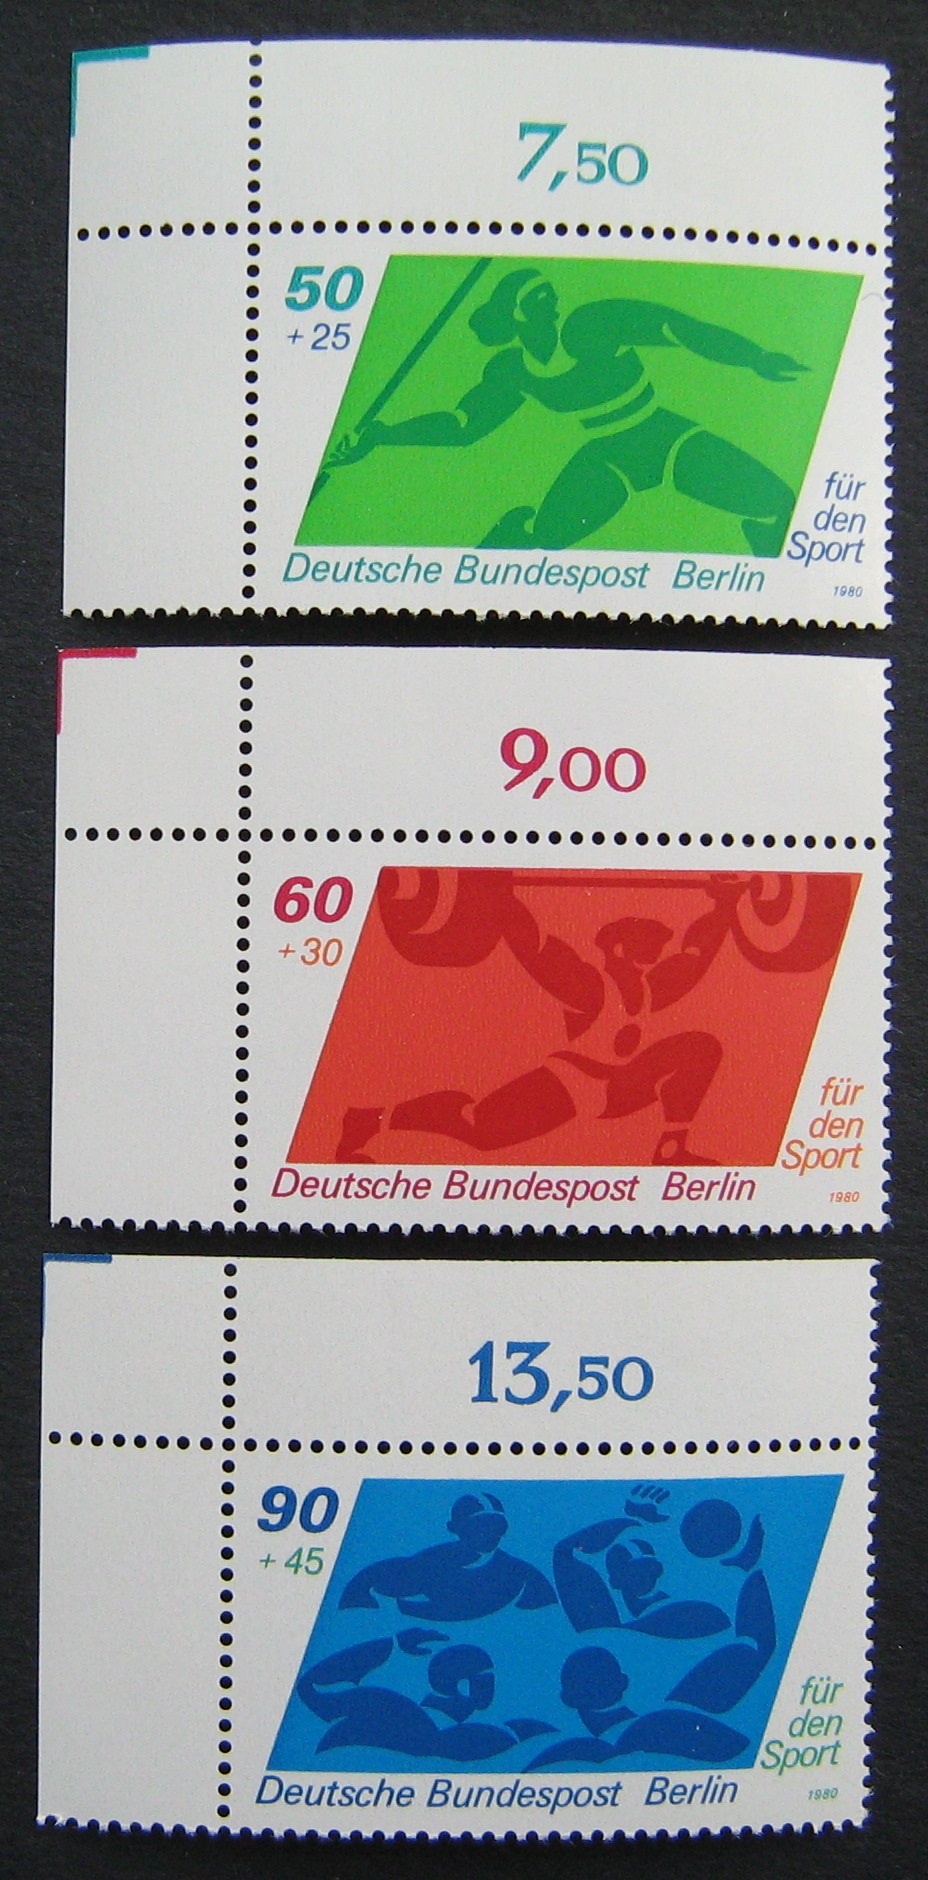 7,50
50
+ 25
für
den
Sport
Deutsche Bundespost Berlin
1980
9,00
60
+ 30
für
den
Sport
Deutsche Bundespost Berlin
1980
13,50
90
+ 45
für
den
Sport
Deutsche Bundespost Berlin
1980